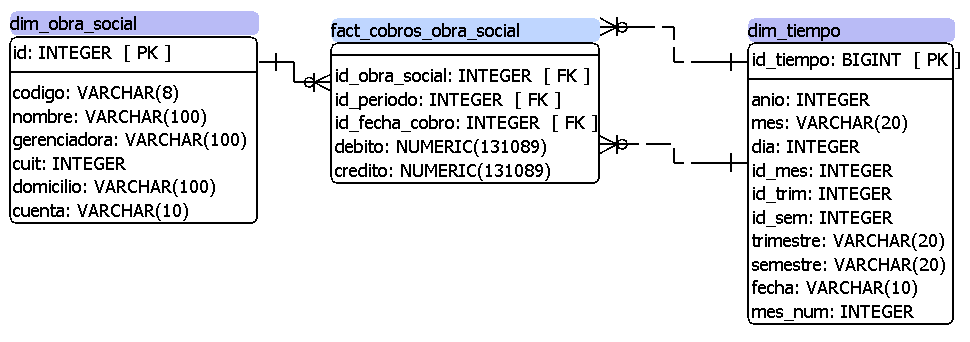 dim_obra_social
id: INTEGER [ PK ]
codigo: VARCHAR(8)
nombre: VARCHAR(100)
gerenciadora: VARCHAR(100)
cuit: INTEGER
domicilio: VARCHAR(100)
cuenta: VARCHAR(10)
fact_cobros_obra_social
id_obra_social: INTEGER [ FK ]
id_periodo: INTEGER [ FK ]
id_fecha_cobro: INTEGER [ FK ]
debito: NUMERIC(131089)
credito: NUMERIC(131089)
dim_tiempo
id_tiempo: BIGINT [ PK ]
anio: INTEGER
mes: VARCHAR(20)
dia: INTEGER
id_mes: INTEGER
id_trim: INTEGER
id_sem: INTEGER
trimestre: VARCHAR(20)
semestre: VARCHAR(20)
fecha: VARCHAR(10)
mes_num: INTEGER